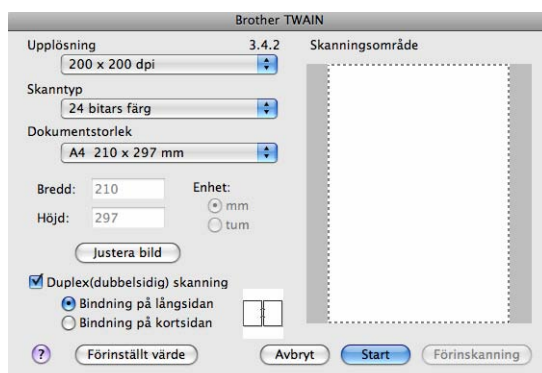 Brother TWAIN
Upplösning 3.4.2 Skanningsområde
200 x 200 dpi
Skanntyp
24 bitars färg
Dokumentstorlek
A4 210 x 297 mm
Bredd: 210 Enhet:
mm
Höjd: 297
tum
Justera bild
Duplex(dubbelsidig) skanning
Bindning på långsidan
Bindning på kortsidan
? Förinställt värde Avbryt Start Förinskanning